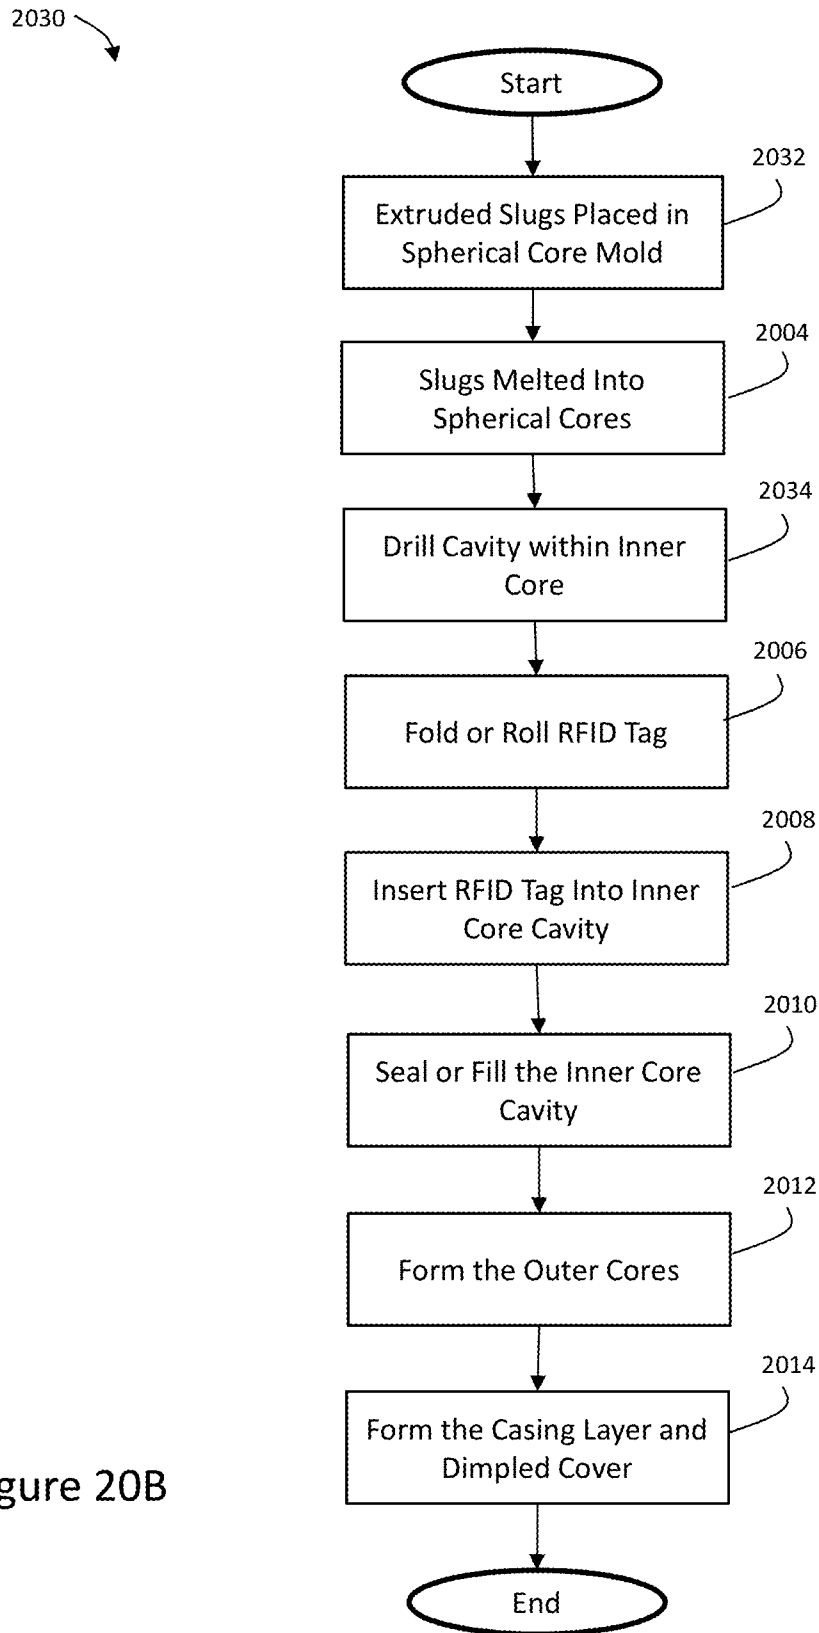 2030
Start
2032
Extruded Slugs Placed in
Spherical Core Mold
2004
Slugs Melted Into
Spherical Cores
2034
Drill Cavity within Inner
Core
2006
Fold or Roll RFID Tag
2008
Insert RFID Tag Into Inner
Core Cavity
2010
Seal or Fill the Inner Core
Cavity
2012
Form the Outer Cores
2014
Form the Casing Layer and
Dimpled Cover
gure 20B
End